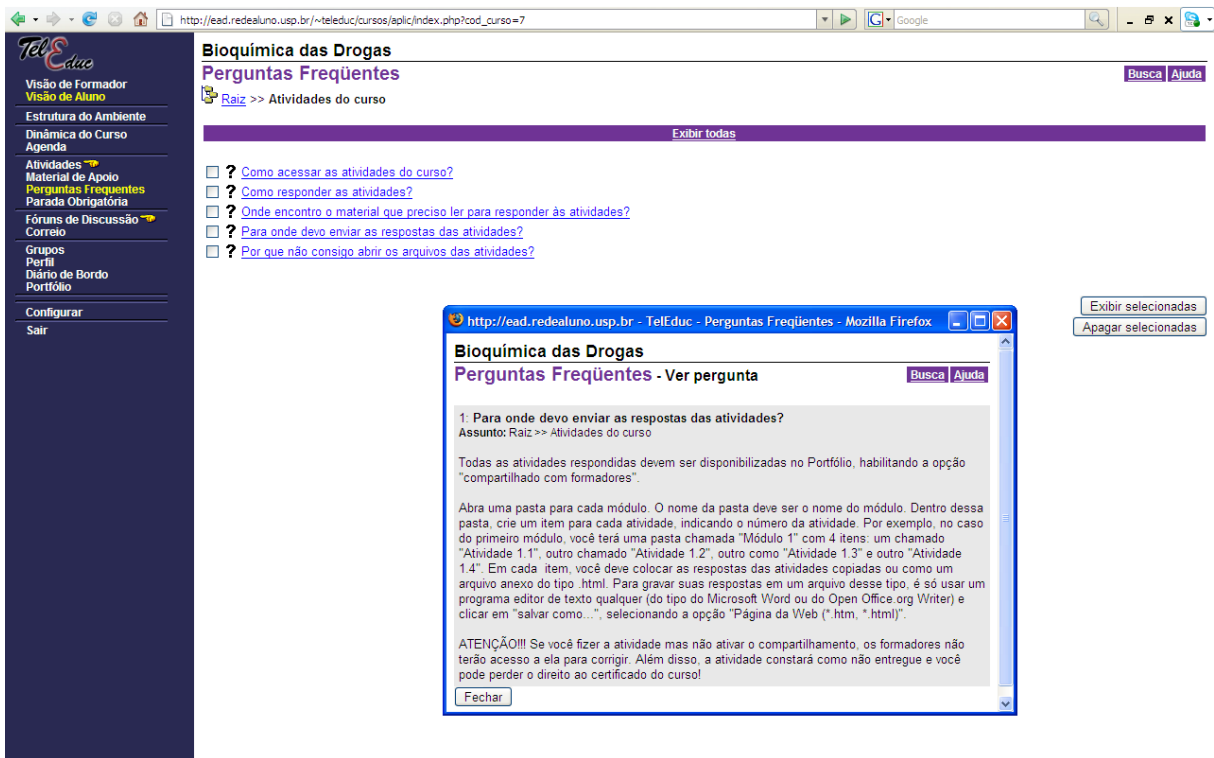 http://ead.redealuno.usp.br/~teleduc/cursos/aplic/index.php?cod_curso=7
G
Google
TelEduc
Bioquímica das Drogas
Perguntas Freqüentes
Busca Ajuda
Raiz >> Atividades do curso
Visão de Formador
Visão de Aluno
Estrutura do Ambiente
Dinâmica do Curso
Agenda
Atividades
Material de Apoio
Perguntas Frequentes
Parada Obrigatória
Fóruns de Discussão
Correio
Grupos
Perfil
Diário de Bordo
Portfólio
Configurar
Sair
Exibir todas
? Como acessar as atividades do curso?
? Como responder as atividades?
? Onde encontro o material que preciso ler para responder às atividades?
? Para onde devo enviar as respostas das atividades?
? Por que não consigo abrir os arquivos das atividades?
Exibir selecionadas
Apagar selecionadas
http://ead.redealuno.usp.br - TelEduc - Perguntas Freqüentes - Mozilla Firefox
Bioquímica das Drogas
Perguntas Freqüentes - Ver pergunta
Busca Ajuda
1: Para onde devo enviar as respostas das atividades?
Assunto: Raiz >> Atividades do curso
Todas as atividades respondidas devem ser disponibilizadas no Portfólio, habilitando a opção
"compartilhado com formadores".
Abra uma pasta para cada módulo. O nome da pasta deve ser o nome do módulo. Dentro dessa
pasta, crie um item para cada atividade, indicando o número da atividade. Por exemplo, no caso
do primeiro módulo, você terá uma pasta chamada "Módulo 1" com 4 itens: um chamado
"Atividade 1.1", outro chamado "Atividade 1.2", outro como "Atividade 1.3" e outro "Atividade
1.4". Em cada item, você deve colocar as respostas das atividades copiadas ou como um
arquivo anexo do tipo .html. Para gravar suas respostas em um arquivo desse tipo, é só usar um
programa editor de texto qualquer (do tipo do Microsoft Word ou do Open Office.org Writer) e
clicar em "salvar como...", selecionando a opção "Página da Web (*.htm, *.html)".
ATENÇÃO!!! Se você fizer a atividade mas não ativar o compartilhamento, os formadores não
terão acesso a ela para corrigir. Além disso, a atividade constará como não entregue e você
pode perder o direito ao certificado do curso!
Fechar